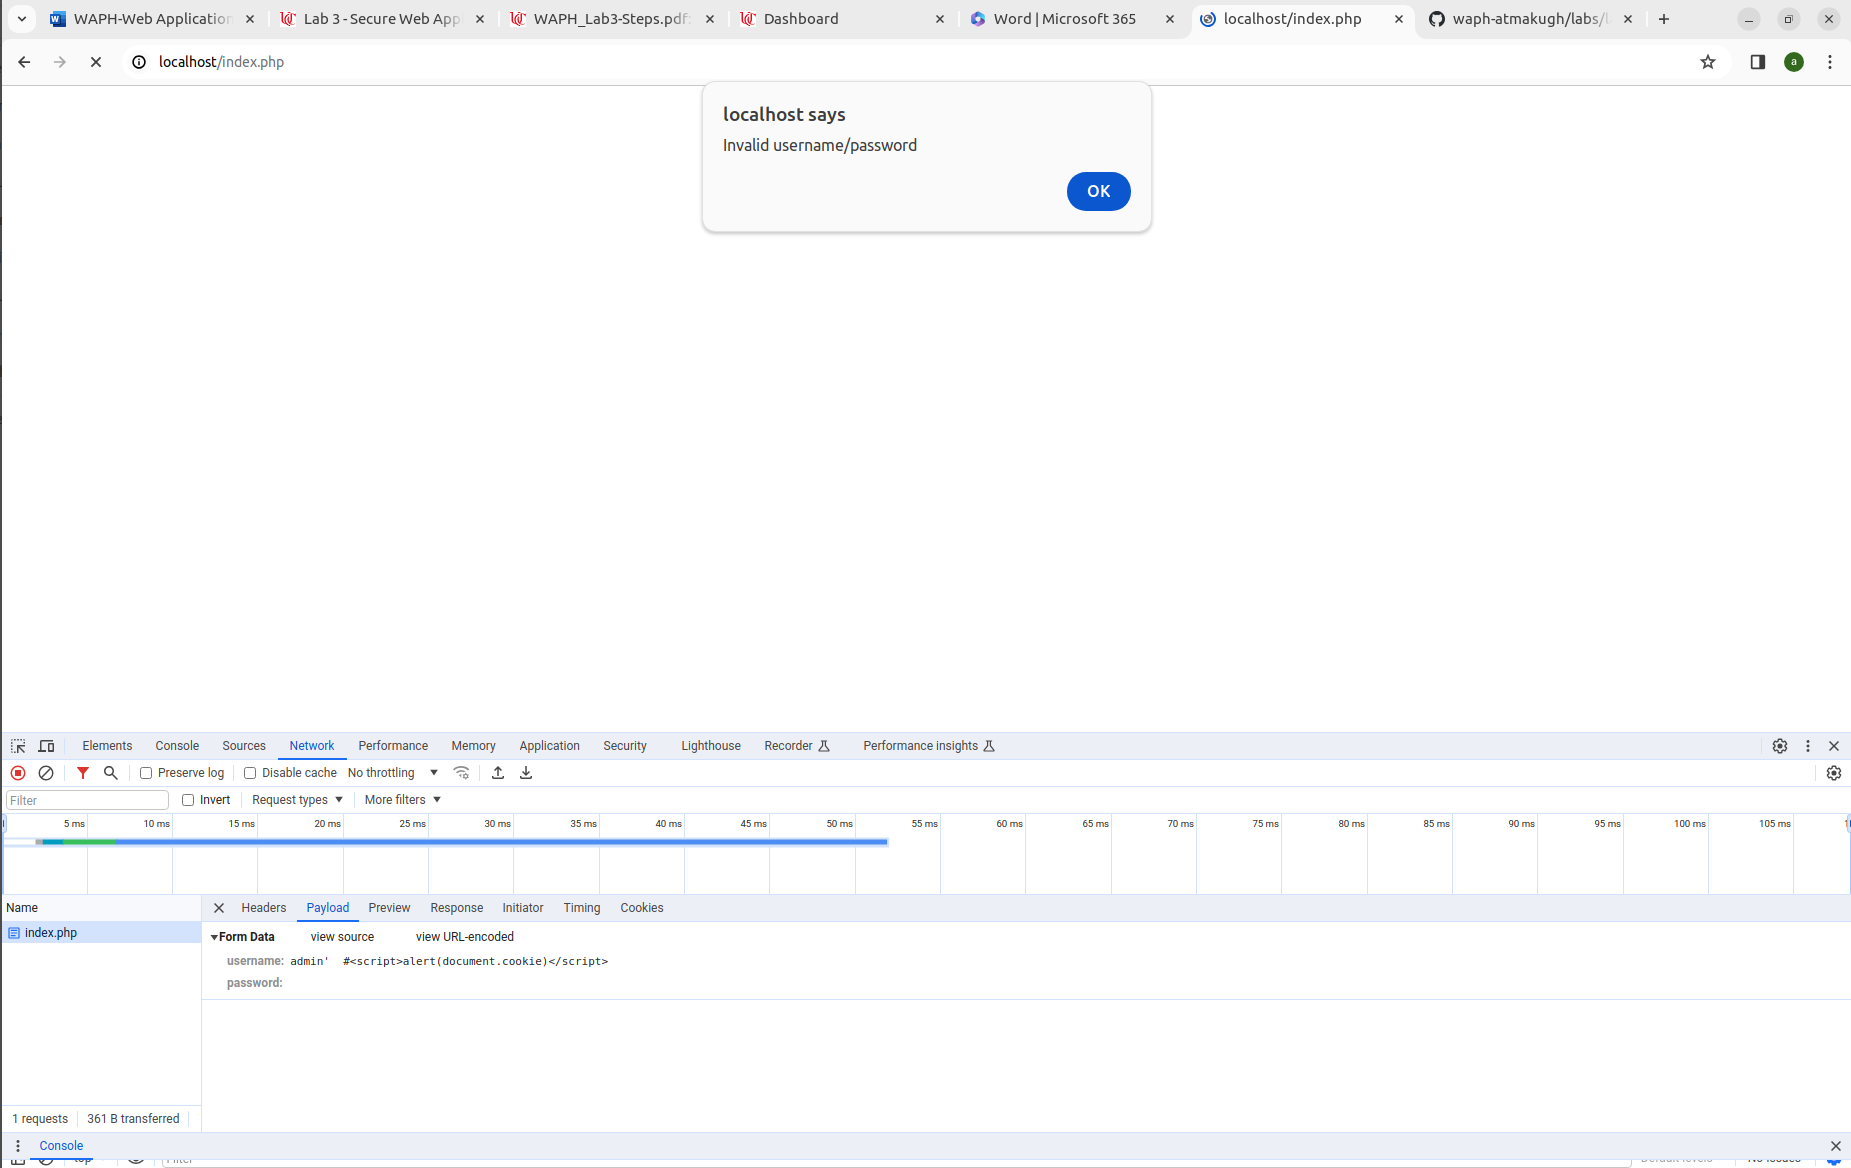 WAPH-Web Application
Lab 3 - Secure Web App
WAPH_Lab3-Steps.pdf:
Dashboard
Word | Microsoft 365
localhost/index.php
waph-atmakugh/labs/l
localhost/index.php
a
localhost says
Invalid username/password
OK
Elements Console Sources Network Performance Memory Application Security Lighthouse Recorder Performance insights
Preserve log Disable cache No throttling
Filter Invert Request types More filters
5 ms 10 ms 15 ms 20 ms 25 ms 30 ms 35 ms 40 ms 45 ms 50 ms 55 ms 60 ms 65 ms 70 ms 75 ms 80 ms 85 ms 90 ms 95 ms 100 ms 105 ms
Name
Headers Payload Preview Response Initiator Timing Cookies
index.php
Form Data view source view URL-encoded
username: admin'  #<script>alert(document.cookie)</script>
password:
1 requests 361 B transferred
Console
top Filter Default levels No Issues